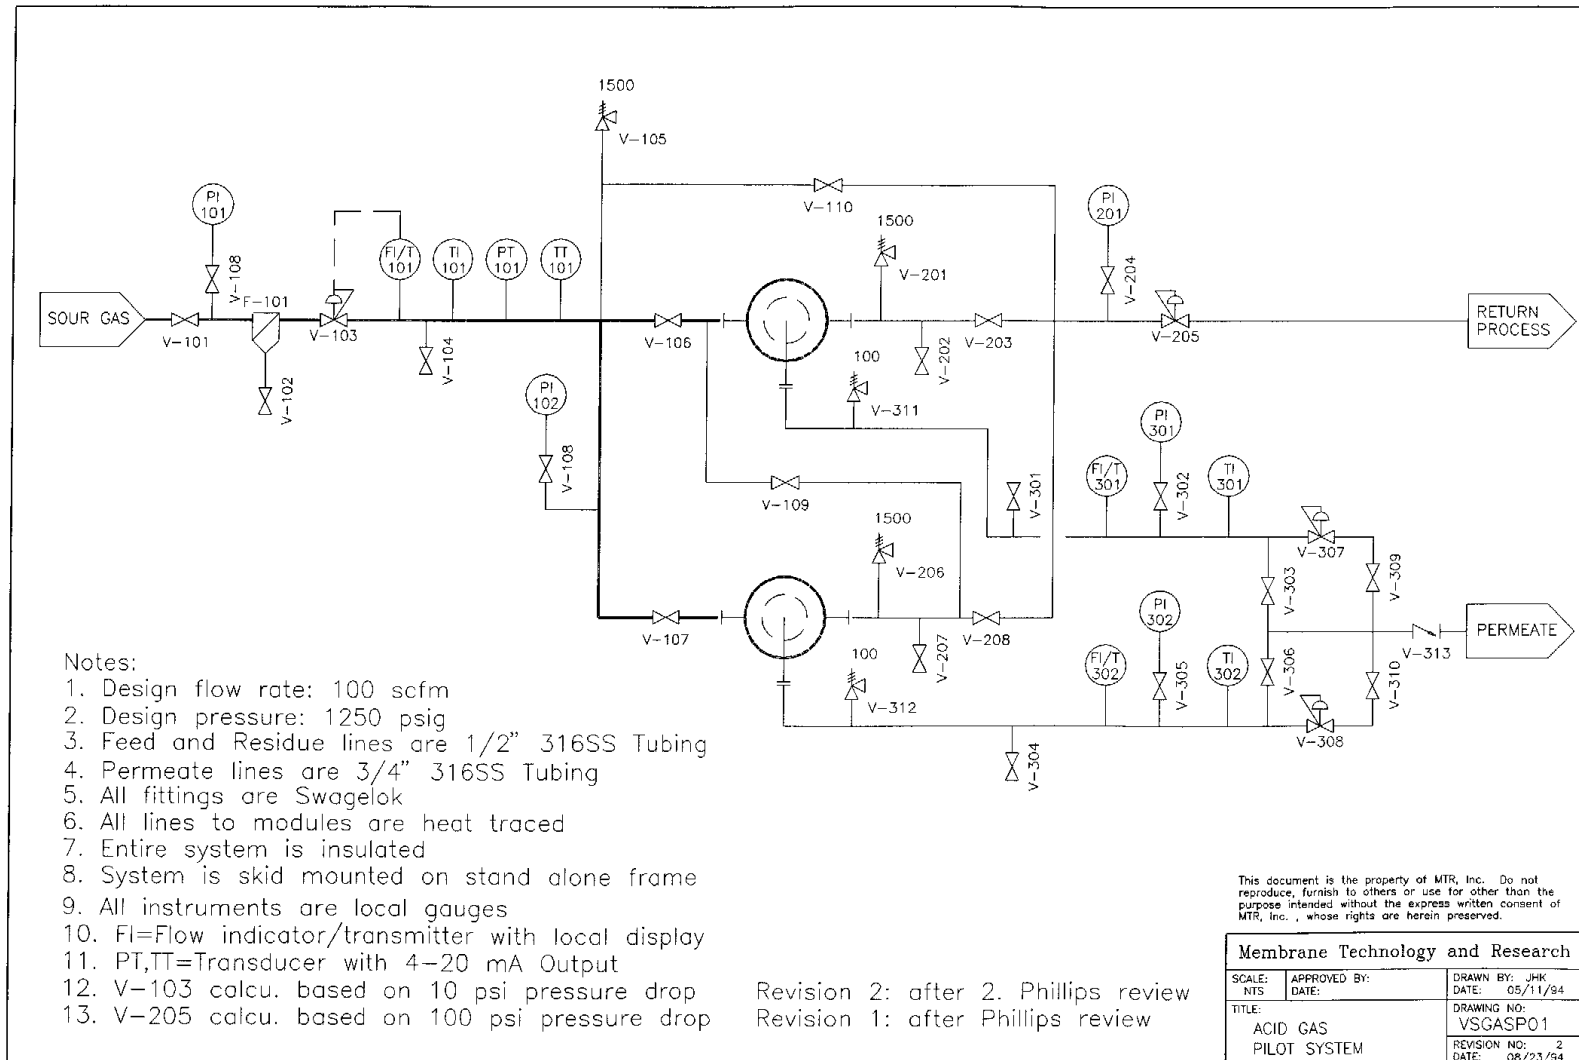 1500
V-105
PI
101
V-110
PI
201
1500
V-108
FI/T
101
TI
101
PT
101
TT
101
V-201
V-204
F-101
SOUR GAS
V-101
V-103
V-106
V-203
V-205
RETURN
PROCESS
V-104
V-202
V-102
100
PI
102
V-311
PI
301
V-108
V-109
V-301
FI/T
301
V-302
TI
301
1500
V-206
V-307
V-303
V-309
PI
302
V-107
V-208
V-207
PERMEATE
V-313
100
FI/T
302
TI
302
V-305
V-306
V-310
V-312
V-308
V-304
Notes:
1. Design flow rate: 100 scfm
2. Design pressure: 1250 psig
3. Feed and Residue lines are 1/2" 316SS Tubing
4. Permeate lines are 3/4" 316SS Tubing
5. All fittings are Swagelok
6. All lines to modules are heat traced
7. Entire system is insulated
8. System is skid mounted on stand alone frame
9. All instruments are local gauges
10. FI=Flow indicator/transmitter with local display
11. PT,TT=Transducer with 4-20 mA Output
12. V-103 calcu. based on 10 psi pressure drop
13. V-205 calcu. based on 100 psi pressure drop
Revision 2: after 2. Phillips review
Revision 1: after Phillips review
This document is the property of MTR, Inc. Do not
reproduce, furnish to others or use for other than the
purpose intended without the express written consent of
MTR, Inc. , whose rights are herein preserved.
Membrane Technology and Research
SCALE:
NTS
APPROVED BY:
DATE:
DRAWN BY: JHK
DATE: 05/11/94
TITLE:
ACID GAS
PILOT SYSTEM
DRAWING NO:
VSGASP01
REVISION NO: 2
DATE: 08/23/94